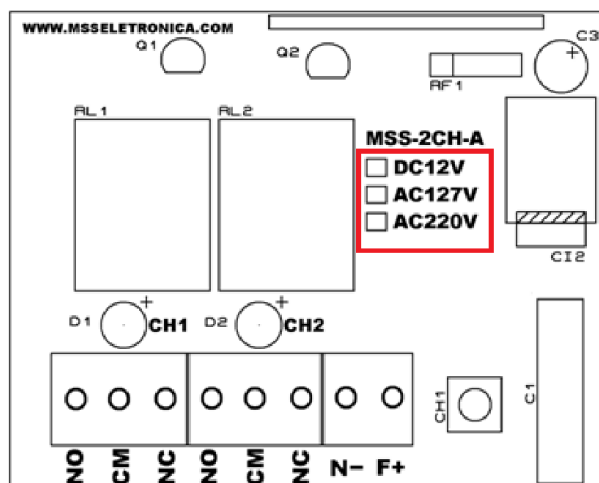 WWW.MSSELETRONICA.COM
Q1
Q2
C3
RF1
RL1
RL2
MSS-2CH-A
DC12V
AC127V
AC220V
CI2
D1
CH1
D2
CH2
CH1
C1
NO
CM
NC
NO
CM
NC
N-
F+